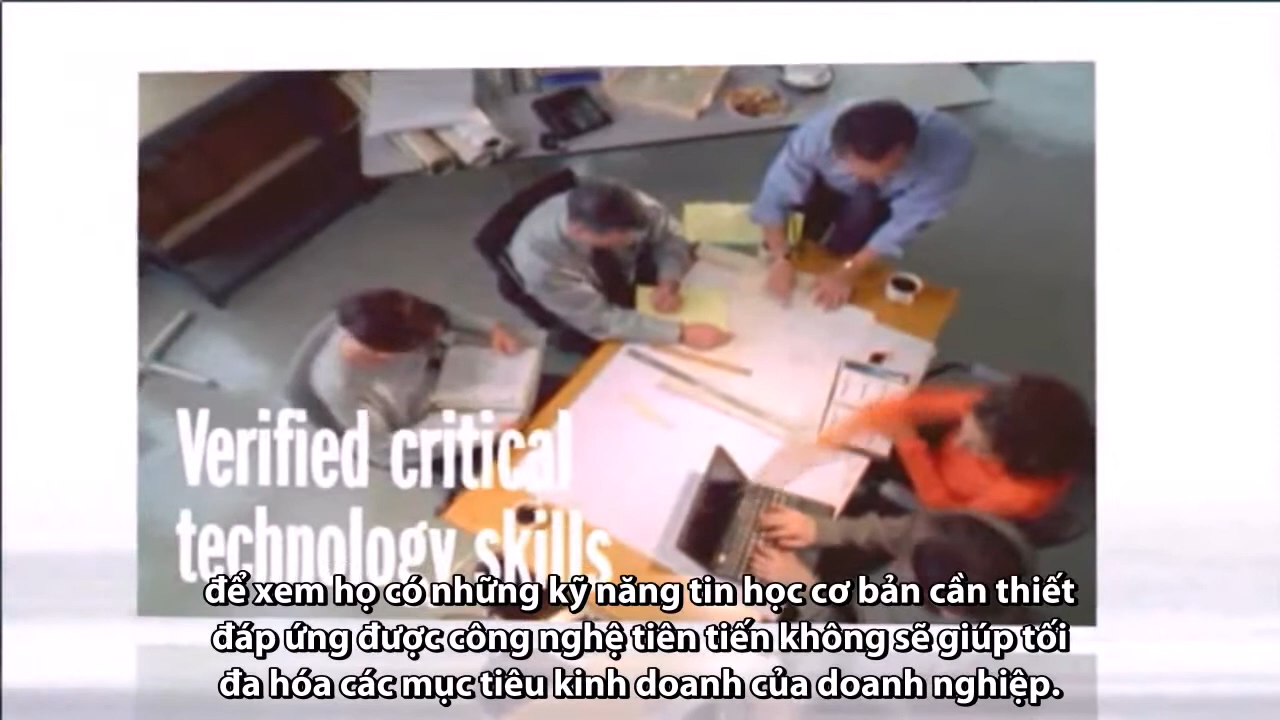 Verified critical
technology skills
để xem họ có những kỹ năng tin học cơ bản cần thiết
đáp ứng được công nghệ tiên tiến không sẽ giúp tối
đa hóa các mục tiêu kinh doanh của doanh nghiệp.